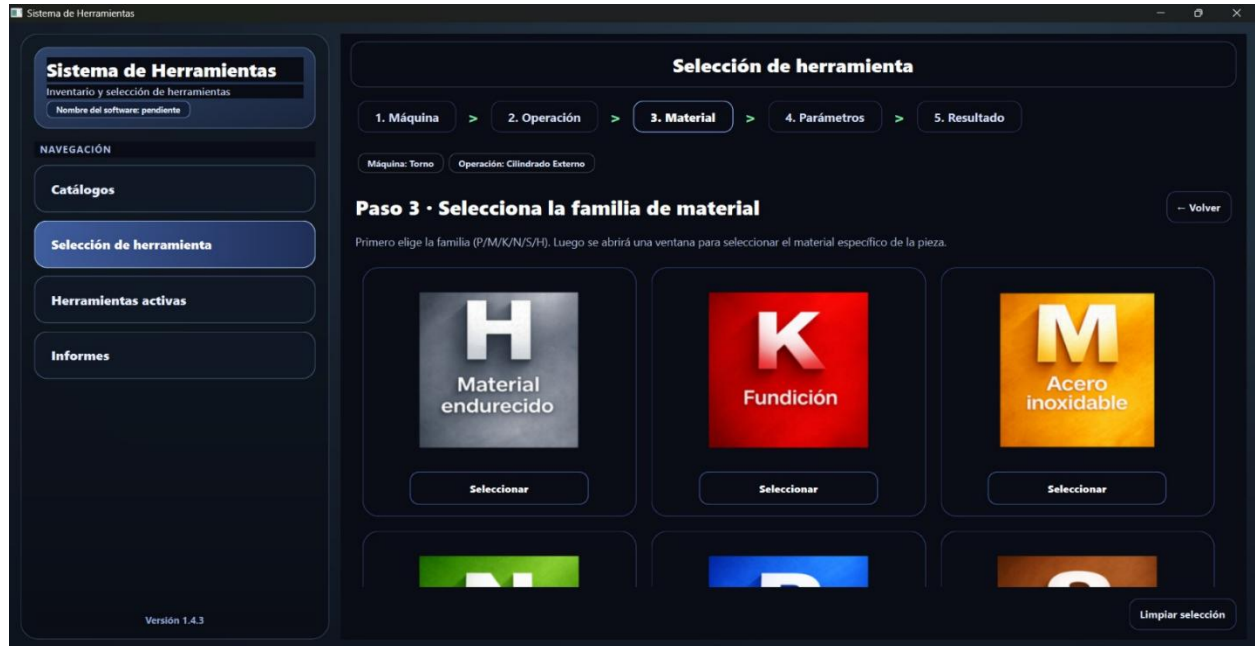 Sistema de Herramientas
Sistema de Herramientas
Inventario y selección de herramientas
Nombre del software: pendiente
NAVEGACIÓN
Catálogos
Selección de herramienta
Herramientas activas
Informes
Versión 1.4.3
Selección de herramienta
1. Máquina > 2. Operación > 3. Material > 4. Parámetros > 5. Resultado
Máquina: Torno Operación: Cilindrado Externo
Paso 3 · Selecciona la familia de material
← Volver
Primero elige la familia (P/M/K/N/S/H). Luego se abrirá una ventana para seleccionar el material específico de la pieza.
H
Material
endurecido
Seleccionar
K
Fundición
Seleccionar
M
Acero
inoxidable
Seleccionar
Limpiar selección